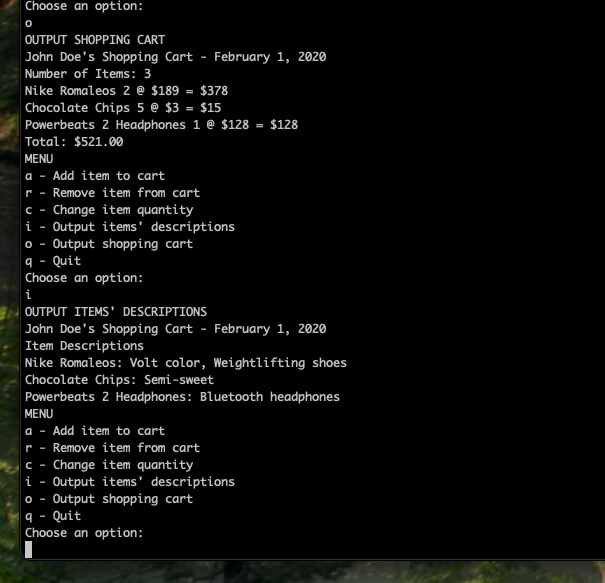 Choose an option:
o
OUTPUT SHOPPING CART
John Doe's Shopping Cart - February 1, 2020
Number of Items: 3
Nike Romaleos 2 @ $189 = $378
Chocolate Chips 5 @ $3 = $15
Powerbeats 2 Headphones 1 @ $128 = $128
Total: $521.00
MENU
a - Add item to cart
r - Remove item from cart
c - Change item quantity
i - Output items' descriptions
o - Output shopping cart
q - Quit
Choose an option:
i
OUTPUT ITEMS' DESCRIPTIONS
John Doe's Shopping Cart - February 1, 2020
Item Descriptions
Nike Romaleos: Volt color, Weightlifting shoes
Chocolate Chips: Semi-sweet
Powerbeats 2 Headphones: Bluetooth headphones
MENU
a - Add item to cart
r - Remove item from cart
c - Change item quantity
i - Output items' descriptions
o - Output shopping cart
q - Quit
Choose an option: